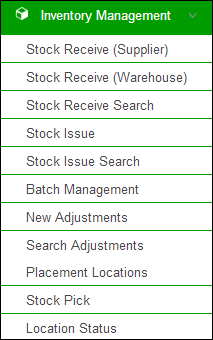 Inventory Management
Stock Receive (Supplier)
Stock Receive (Warehouse)
Stock Receive Search
Stock Issue
Stock Issue Search
Batch Management
New Adjustments
Search Adjustments
Placement Locations
Stock Pick
Location Status